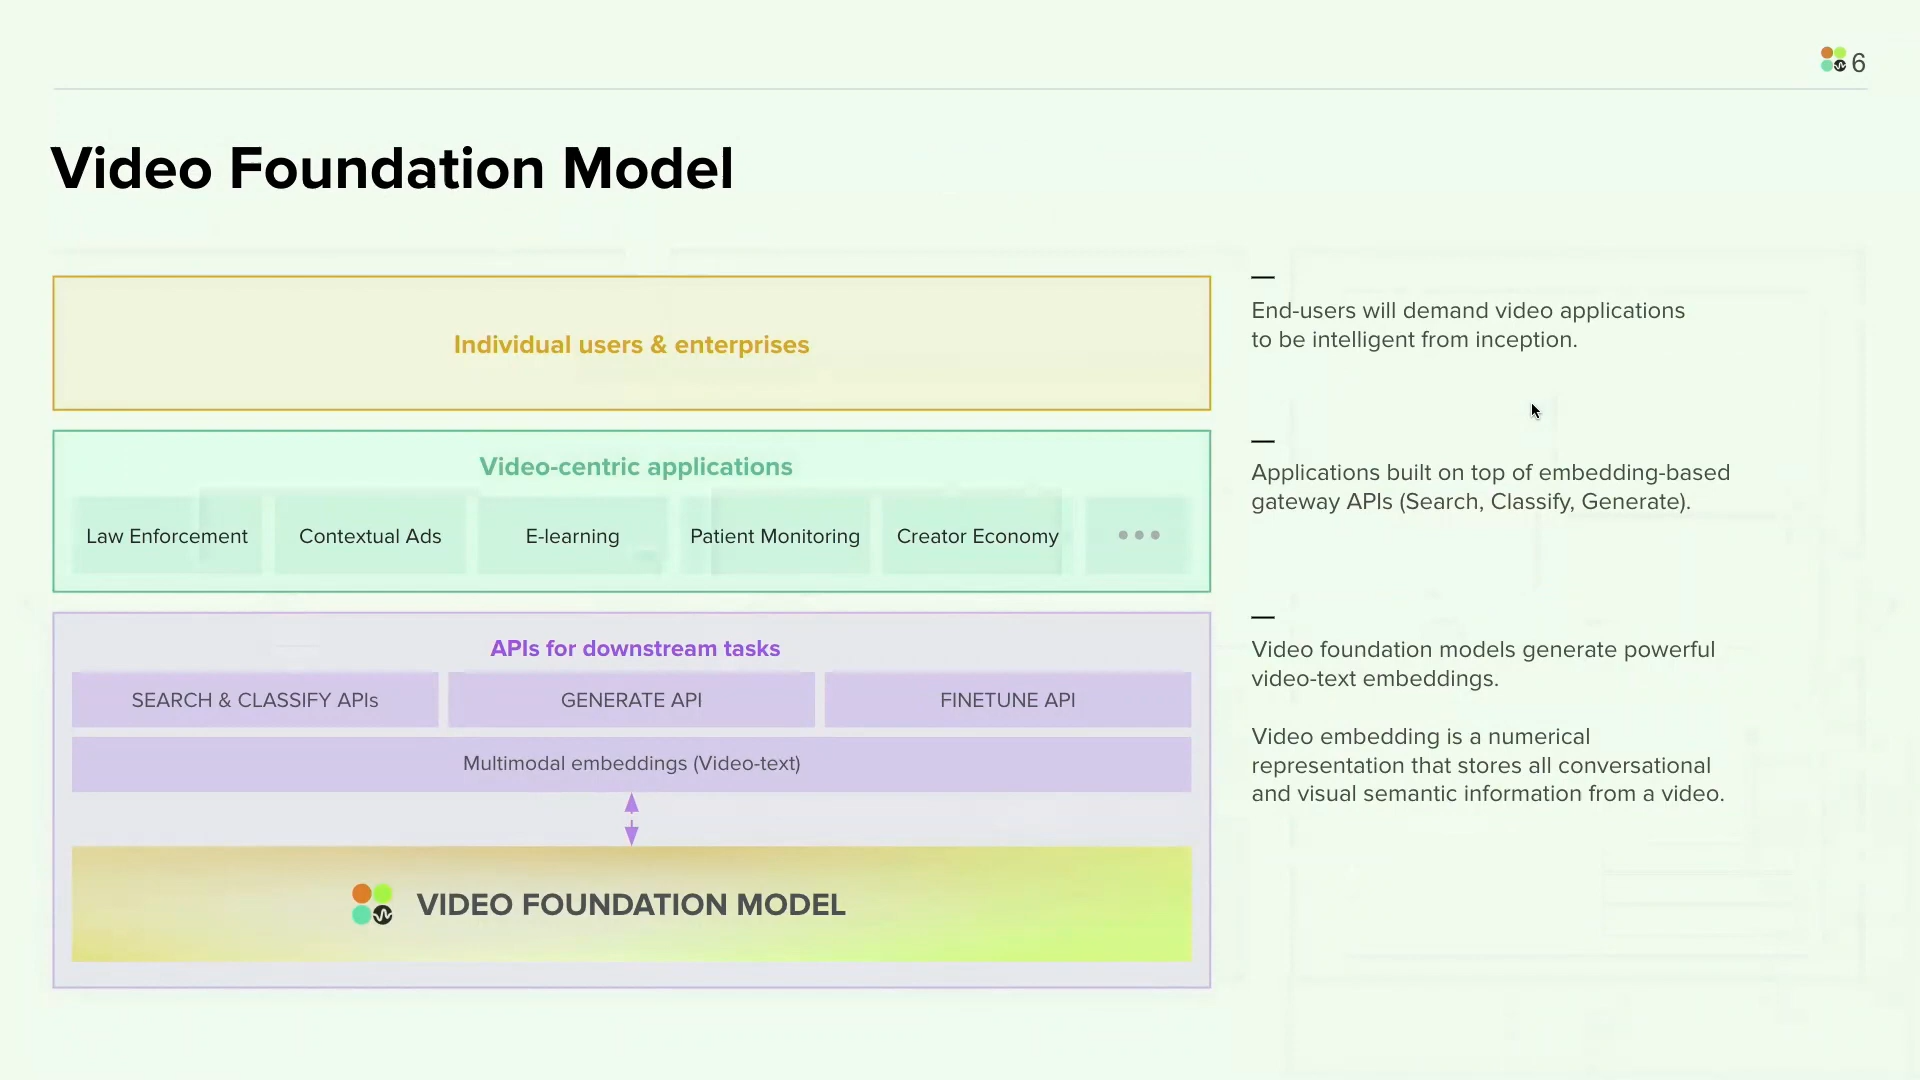 6
Video Foundation Model
Individual users & enterprises
End-users will demand video applications
to be intelligent from inception.
Video-centric applications
Law Enforcement
Contextual Ads
E-learning
Patient Monitoring
Creator Economy
Applications built on top of embedding-based
gateway APIs (Search, Classify, Generate).
APIs for downstream tasks
SEARCH & CLASSIFY APIs
GENERATE API
FINETUNE API
Multimodal embeddings (Video-text)
VIDEO FOUNDATION MODEL
Video foundation models generate powerful
video-text embeddings.
Video embedding is a numerical
representation that stores all conversational
and visual semantic information from a video.